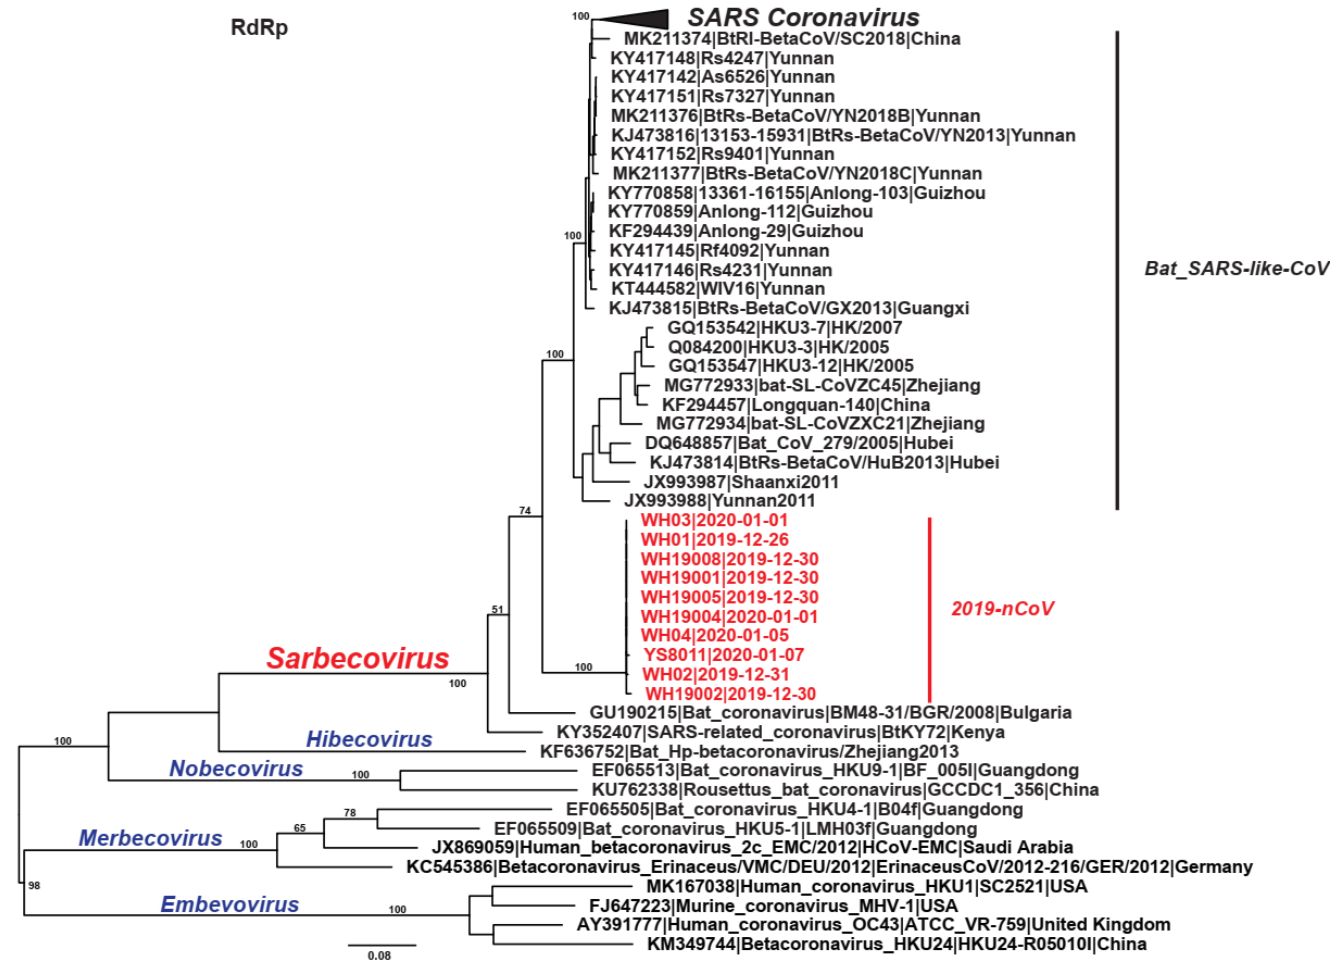 RdRp
100
SARS Coronavirus
MK211374|BtRl-BetaCoV/SC2018|China
KY417148|Rs4247|Yunnan
KY417142|As6526|Yunnan
KY417151|Rs7327|Yunnan
MK211376|BtRs-BetaCoV/YN2018B|Yunnan
KJ473816|13153-15931|BtRs-BetaCoV/YN2013|Yunnan
KY417152|Rs9401|Yunnan
MK211377|BtRs-BetaCoV/YN2018C|Yunnan
KY770858|13361-16155|Anlong-103|Guizhou
KY770859|Anlong-112|Guizhou
KF294439|Anlong-29|Guizhou
100
KY417145|Rf4092|Yunnan
KY417146|Rs4231|Yunnan
Bat_SARS-like-CoV
KT444582|WIV16|Yunnan
KJ473815|BtRs-BetaCoV/GX2013|Guangxi
GQ153542|HKU3-7|HK/2007
Q084200|HKU3-3|HK/2005
100
GQ153547|HKU3-12|HK/2005
MG772933|bat-SL-CoVZC45|Zhejiang
KF294457|Longquan-140|China
MG772934|bat-SL-CoVZXC21|Zhejiang
DQ648857|Bat_CoV_279/2005|Hubei
KJ473814|BtRs-BetaCoV/HuB2013|Hubei
JX993987|Shaanxi2011
JX993988|Yunnan2011
74
WH03|2020-01-01
WH01|2019-12-26
WH19008|2019-12-30
WH19001|2019-12-30
WH19005|2019-12-30
51
WH19004|2020-01-01
2019-nCoV
WH04|2020-01-05
YS8011|2020-01-07
Sarbecovirus
100
100
WH02|2019-12-31
WH19002|2019-12-30
GU190215|Bat_coronavirus|BM48-31/BGR/2008|Bulgaria
KY352407|SARS-related_coronavirus|BtKY72|Kenya
100
Hibecovirus
KF636752|Bat_Hp-betacoronavirus/Zhejiang2013
Nobecovirus
100
EF065513|Bat_coronavirus_HKU9-1|BF_005I|Guangdong
KU762338|Rousettus_bat_coronavirus|GCCDC1_356|China
78
EF065505|Bat_coronavirus_HKU4-1|B04f|Guangdong
65
EF065509|Bat_coronavirus_HKU5-1|LMH03f|Guangdong
Merbecovirus
100
JX869059|Human_betacoronavirus_2c_EMC/2012|HCoV-EMC|Saudi Arabia
KC545386|Betacoronavirus_Erinaceus/VMC/DEU/2012|ErinaceusCoV/2012-216/GER/2012|Germany
98
MK167038|Human_coronavirus_HKU1|SC2521|USA
Embevovirus
100
FJ647223|Murine_coronavirus_MHV-1|USA
AY391777|Human_coronavirus_OC43|ATCC_VR-759|United Kingdom
KM349744|Betacoronavirus_HKU24|HKU24-R05010I|China
0.08